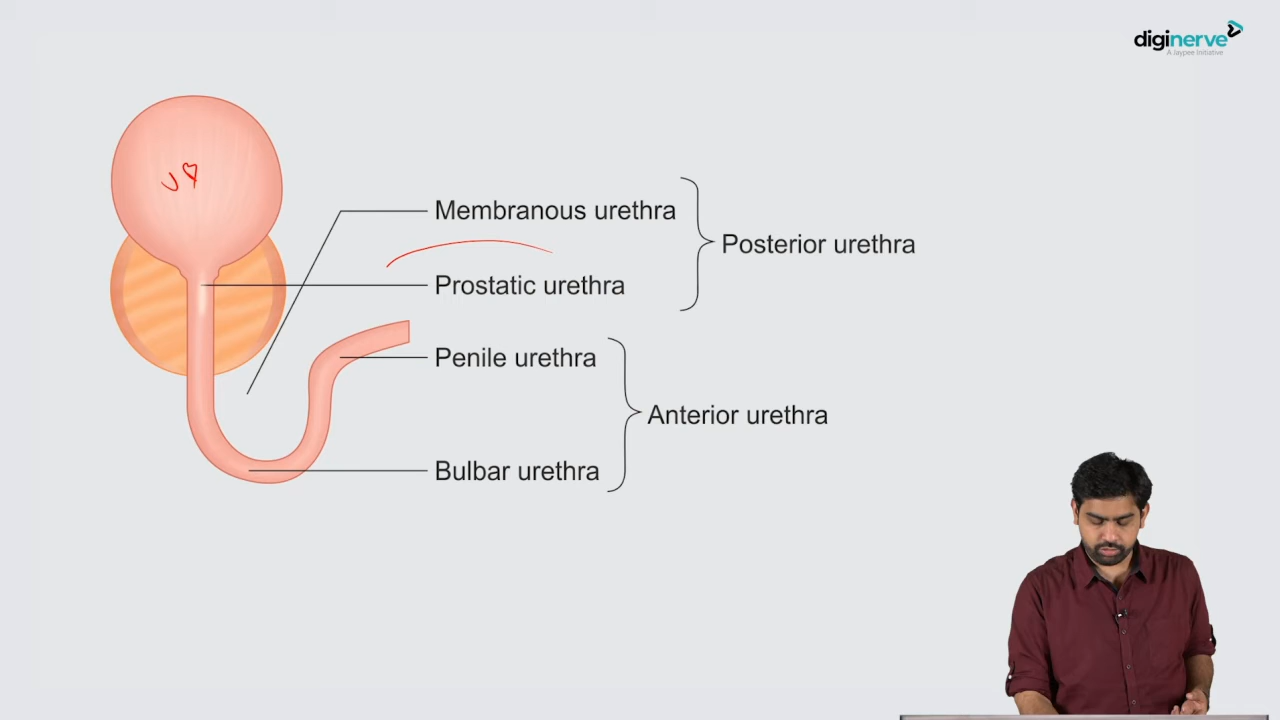 diginerve
A Jaypee Initiative
Membranous urethra
Posterior urethra
Prostatic urethra
Penile urethra
Anterior urethra
Bulbar urethra